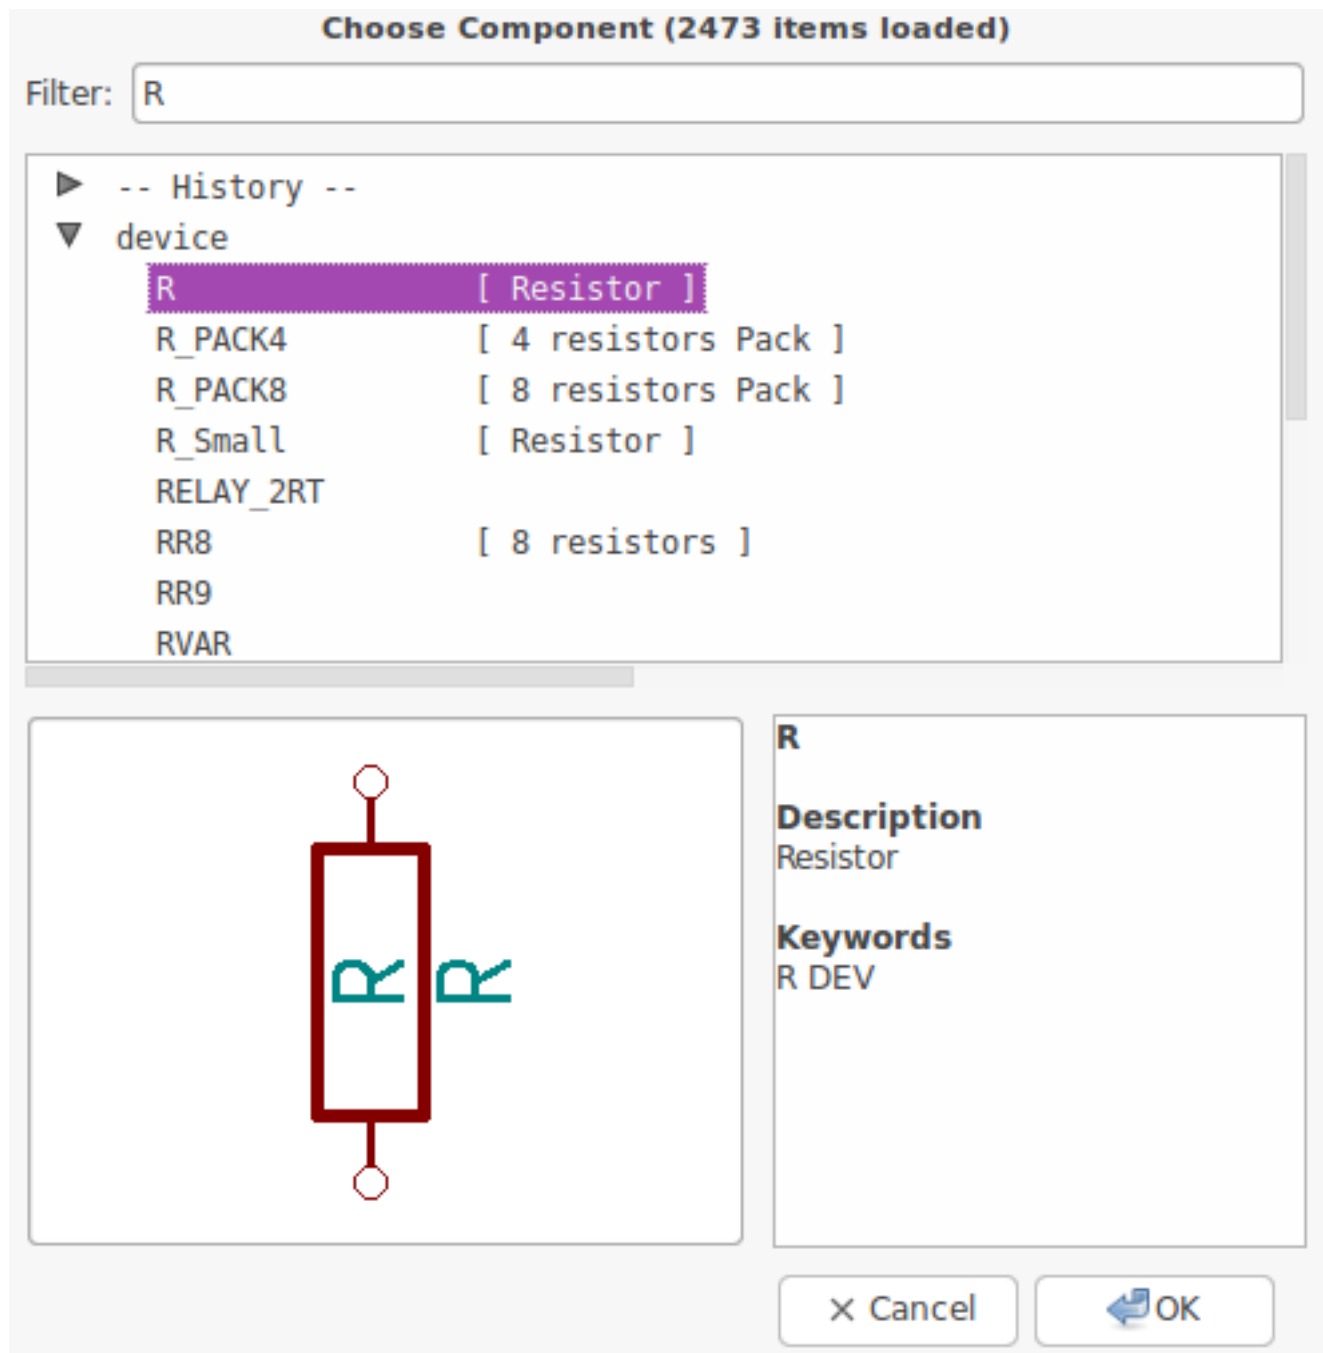 Choose Component (2473 items loaded)
Filter: R
-- History --
device
R [ Resistor ]
R_PACK4 [ 4 resistors Pack ]
R_PACK8 [ 8 resistors Pack ]
R_Small [ Resistor ]
RELAY_2RT
RR8 [ 8 resistors ]
RR9
RVAR
R R
R
Description
Resistor
Keywords
R DEV
Cancel OK